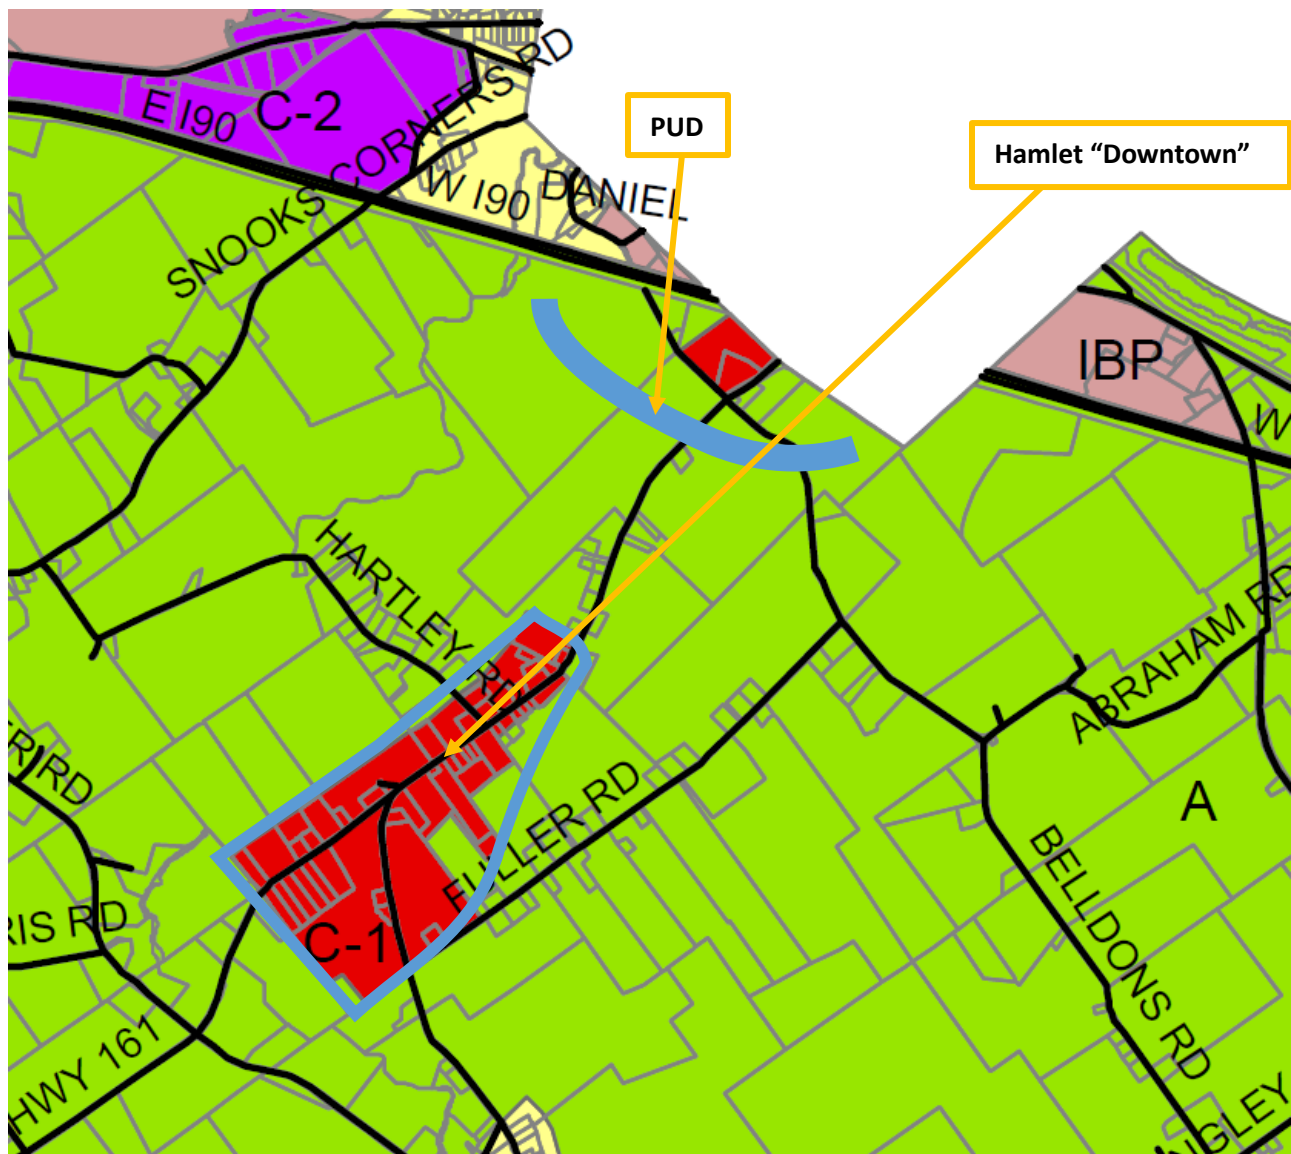 SNOOKS CORNERS RD
E I90
C-2
PUD
Hamlet “Downtown”
W I90
DANIEL
IBP
W
HARTLEY RD
ABRAHAM RD
R RD
A
FULLER RD
BELLDONS RD
RIS RD
C-1
HWY 161
NGLEY